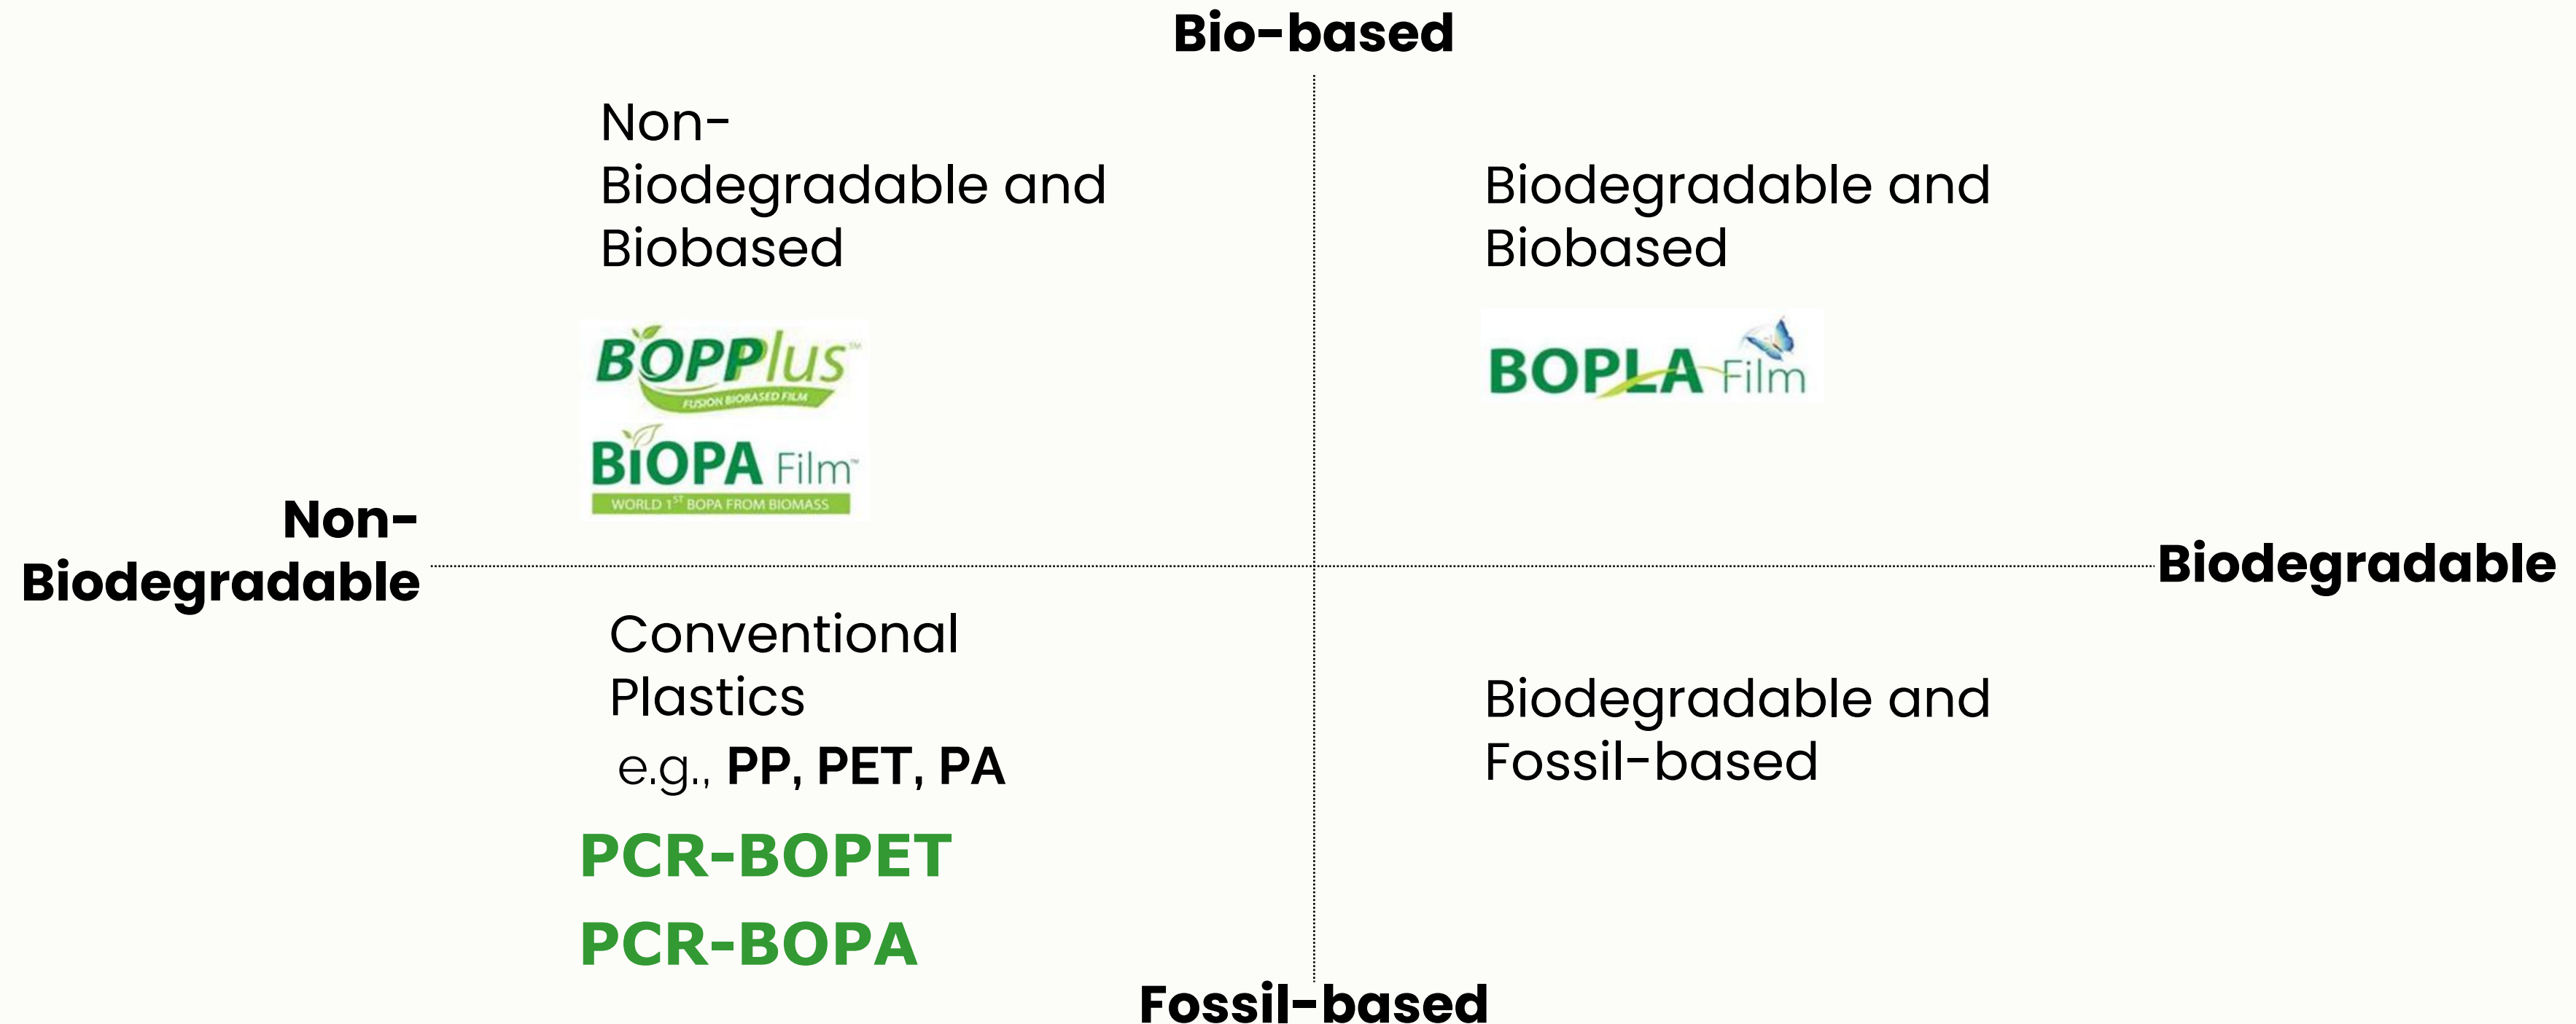 Bio-based
Non-
Biodegradable and
Biobased
BOPPlus™
FUSION BIOBASED FILM
BiOPA Film™
WORLD 1ST BOPA FROM BIOMASS
Biodegradable and
Biobased
BOPLA Film
Non-
Biodegradable
Biodegradable
Conventional
Plastics
e.g., PP, PET, PA
PCR-BOPET
PCR-BOPA
Biodegradable and
Fossil-based
Fossil-based